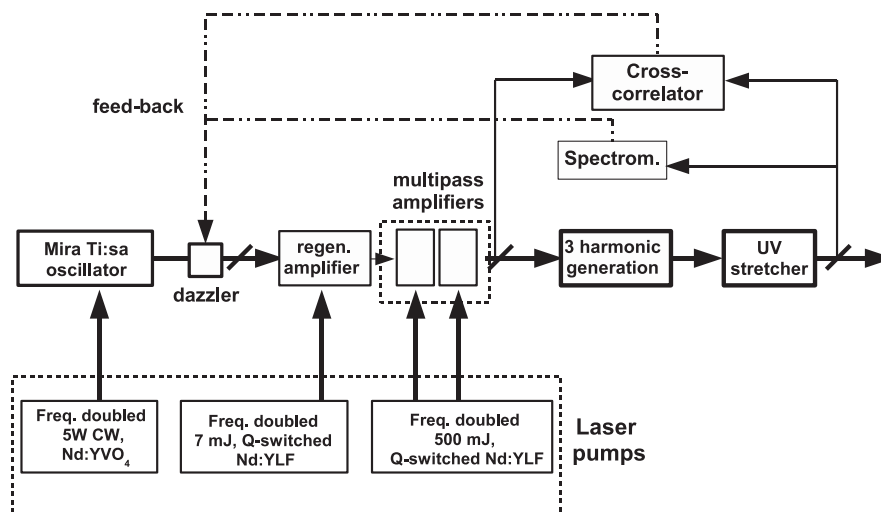 Cross-
correlator
feed-back
Spectrom.
multipass
amplifiers
Mira Ti:sa
oscillator
dazzler
regen.
amplifier
3 harmonic
generation
UV
stretcher
Freq. doubled
5W CW,
Nd:YVO4
Freq. doubled
7 mJ, Q-switched
Nd:YLF
Freq. doubled
500 mJ,
Q-switched Nd:YLF
Laser
pumps